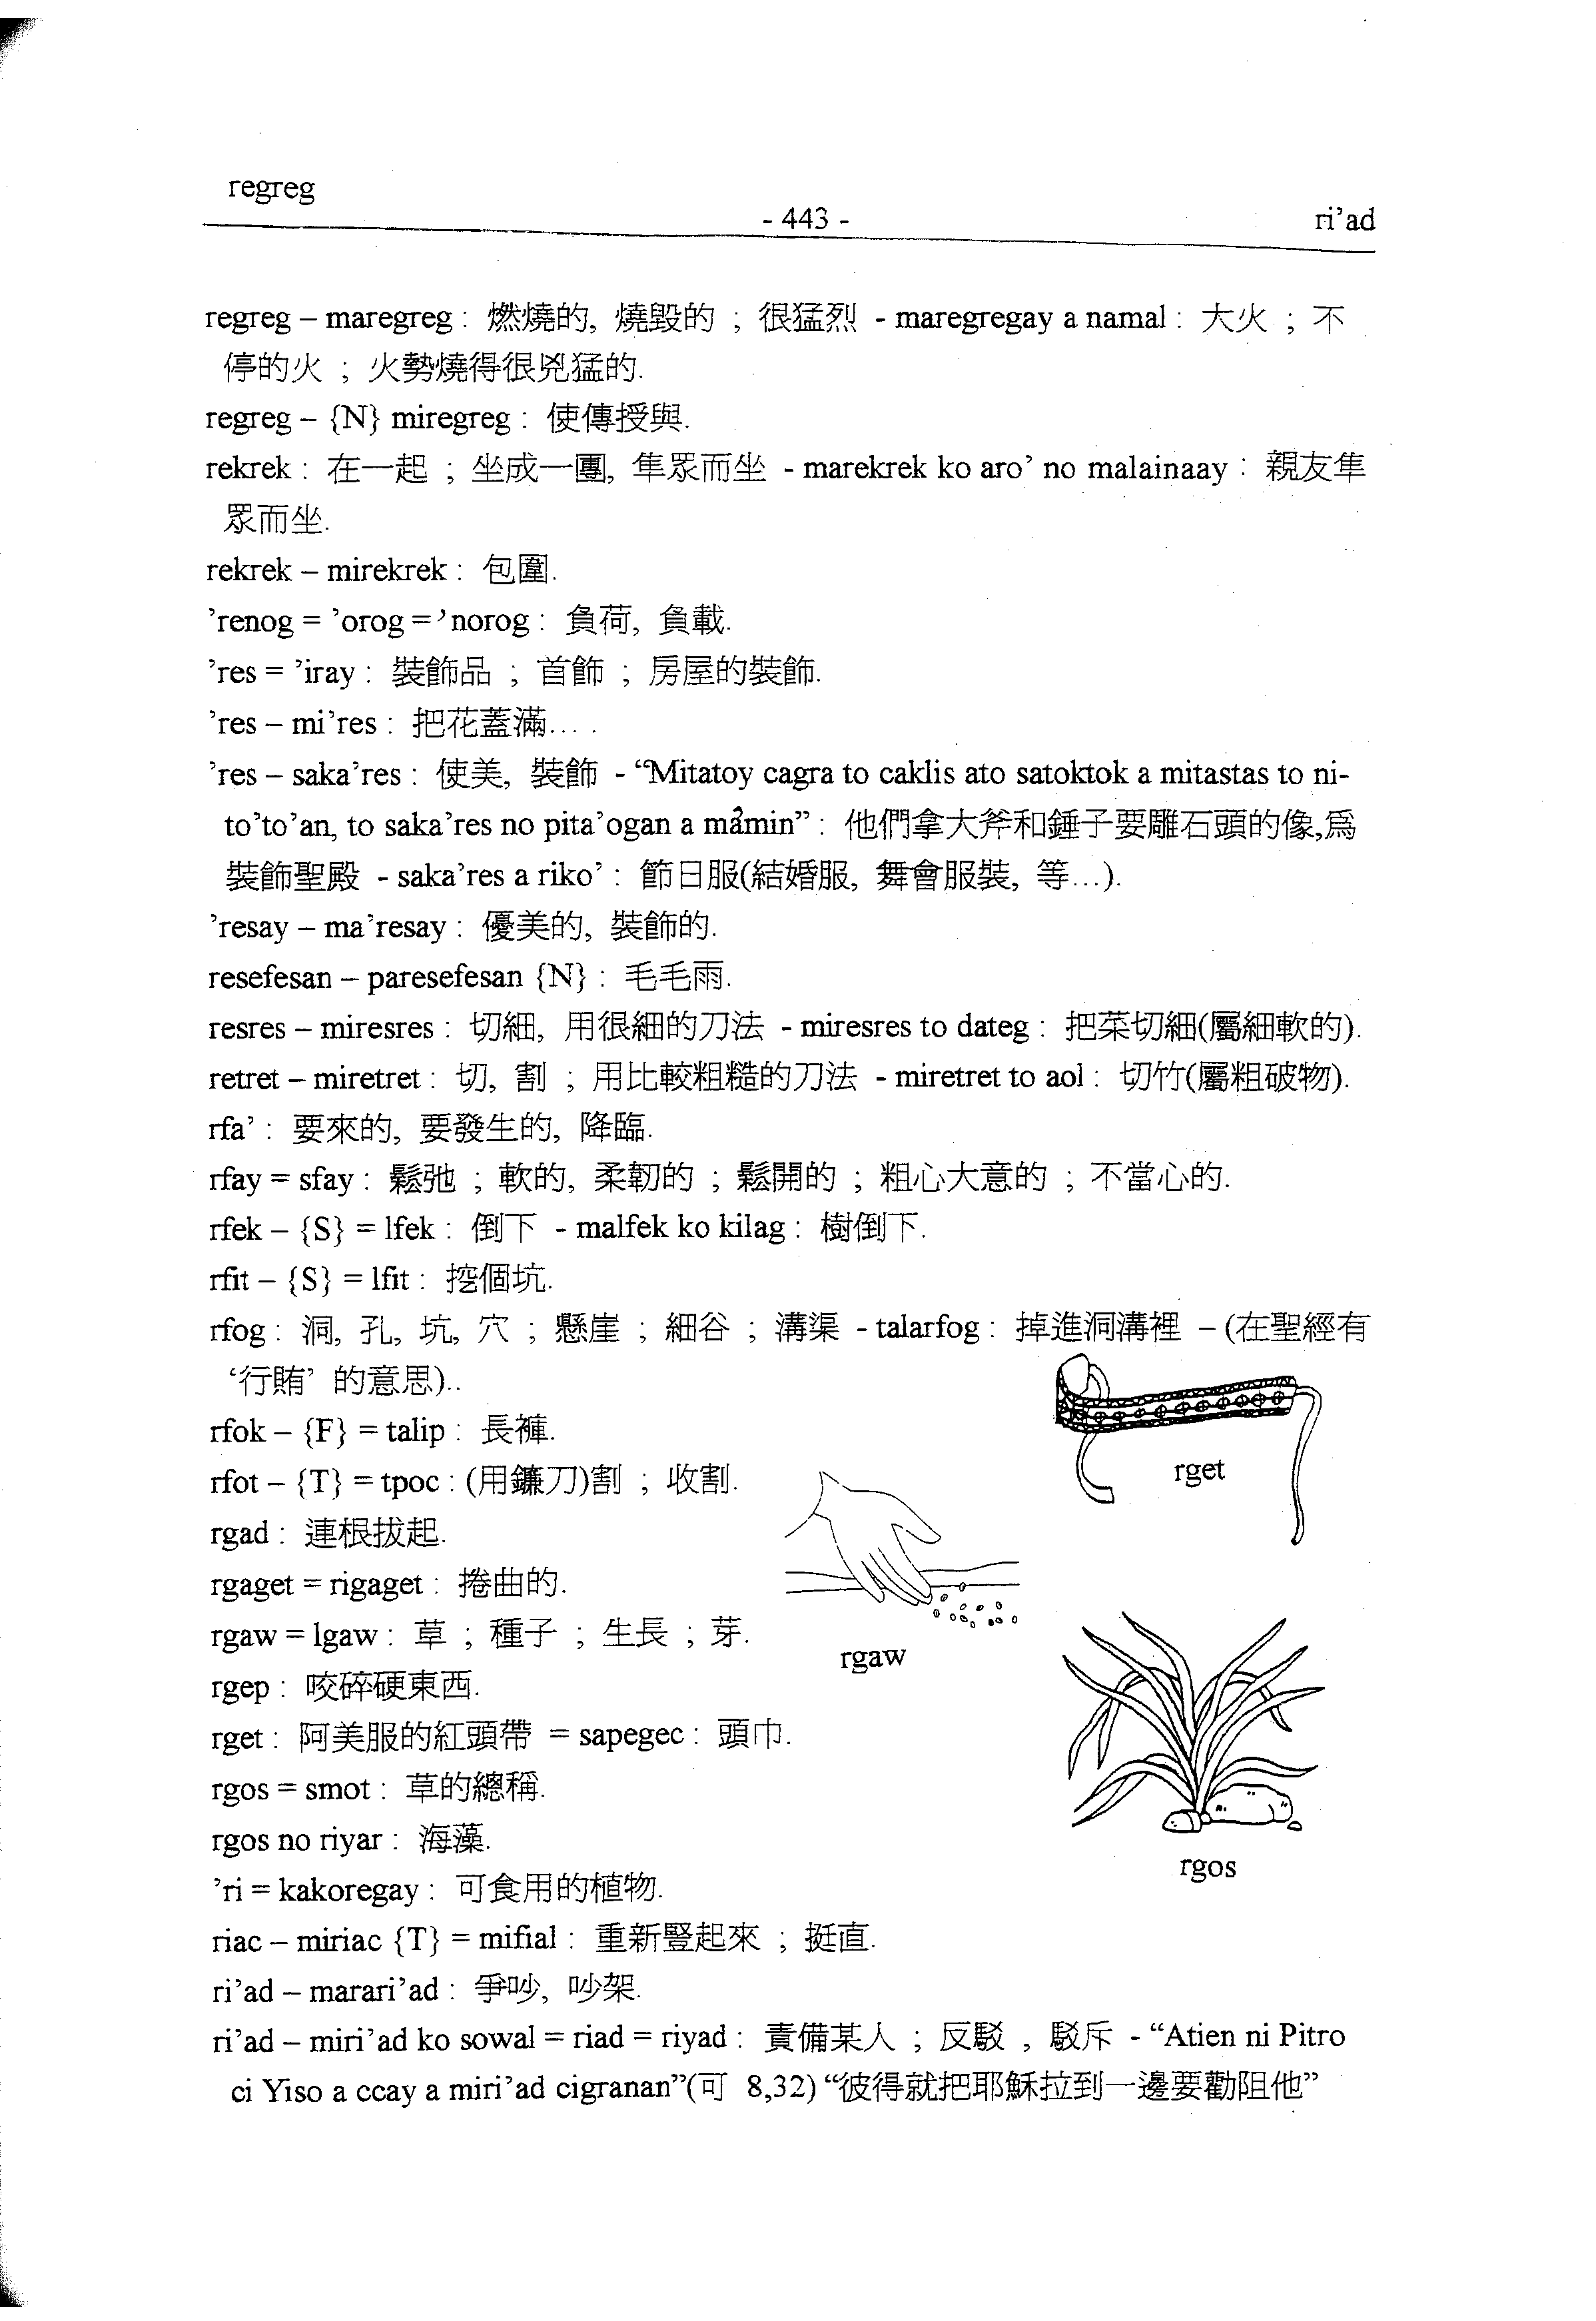 regreg
- 443 -
ri’ad
regreg – maregreg : 燃燒的, 燒毀的 ; 很猛烈 - maregregay a namal : 大火 ; 不
停的火 ; 火勢燒得很兇猛的.
regreg – {N} miregreg : 使傳授與.
rekrek : 在一起 ; 坐成一團, 隼眾而坐 - marekrek ko aro’ no malainaay : 親友隼
眾而坐.
rekrek – mirekrek : 包圍.
’renog = ’orog = ’norog : 負荷, 負載.
’res = ’iray : 裝飾品 ; 首飾 ; 房屋的裝飾.
’res – mi’res : 把花蓋滿... .
’res – saka’res : 使美, 裝飾 - “Mitatoy cagra to caklis ato satoktok a mitastas to ni-
to’to’an, to saka’res no pita’ogan a måmin” : 他們拿大斧和錘子要雕石頭的像,爲
裝飾聖殿 - saka’res a riko’ : 節日服(結婚服, 舞會服裝, 等...).
’resay – ma’resay : 優美的, 裝飾的.
resefesan – paresefesan {N} : 毛毛雨.
resres – miresres : 切細, 用很細的刀法 - miresres to dateg : 把菜切細(屬細軟的).
retret – miretret : 切, 割 ; 用比較粗糙的刀法 - miretret to aol : 切竹(屬粗破物).
rfa’ : 要來的, 要發生的, 降臨.
rfay = sfay : 鬆弛 ; 軟的, 柔韌的 ; 鬆開的 ; 粗心大意的 ; 不當心的.
rfek – {S} = lfek : 倒下 - malfek ko kilag : 樹倒下.
rfit – {S} = lfit : 挖個坑.
rfog : 洞, 孔, 坑, 穴 ; 懸崖 ; 細谷 ; 溝渠 - talarfog : 掉進洞溝裡 – (在聖經有
‘行賄’ 的意思)..
rfok – {F} = talip : 長褲.
rfot – {T} = tpoc : (用鐮刀)割 ; 收割.
rget
rgad : 連根拔起.
rgaget = rigaget : 捲曲的.
rgaw = lgaw : 草 ; 種子 ; 生長 ; 芽.
rgaw
rgep : 咬碎硬東西.
rget : 阿美服的紅頭帶 = sapegec : 頭巾.
rgos = smot : 草的總稱.
rgos no riyar : 海藻.
rgos
’ri = kakoregay : 可食用的植物.
riac – miriac {T} = mifial : 重新豎起來 ; 挺直.
ri’ad – marari’ad : 爭吵, 吵架.
ri’ad – miri’ad ko sowal = riad = riyad : 責備某人 ; 反駁 , 駁斥 - “Atien ni Pitro
ci Yiso a ccay a miri’ad cigranan”(可 8,32) “彼得就把耶穌拉到一邊要勸阻他”